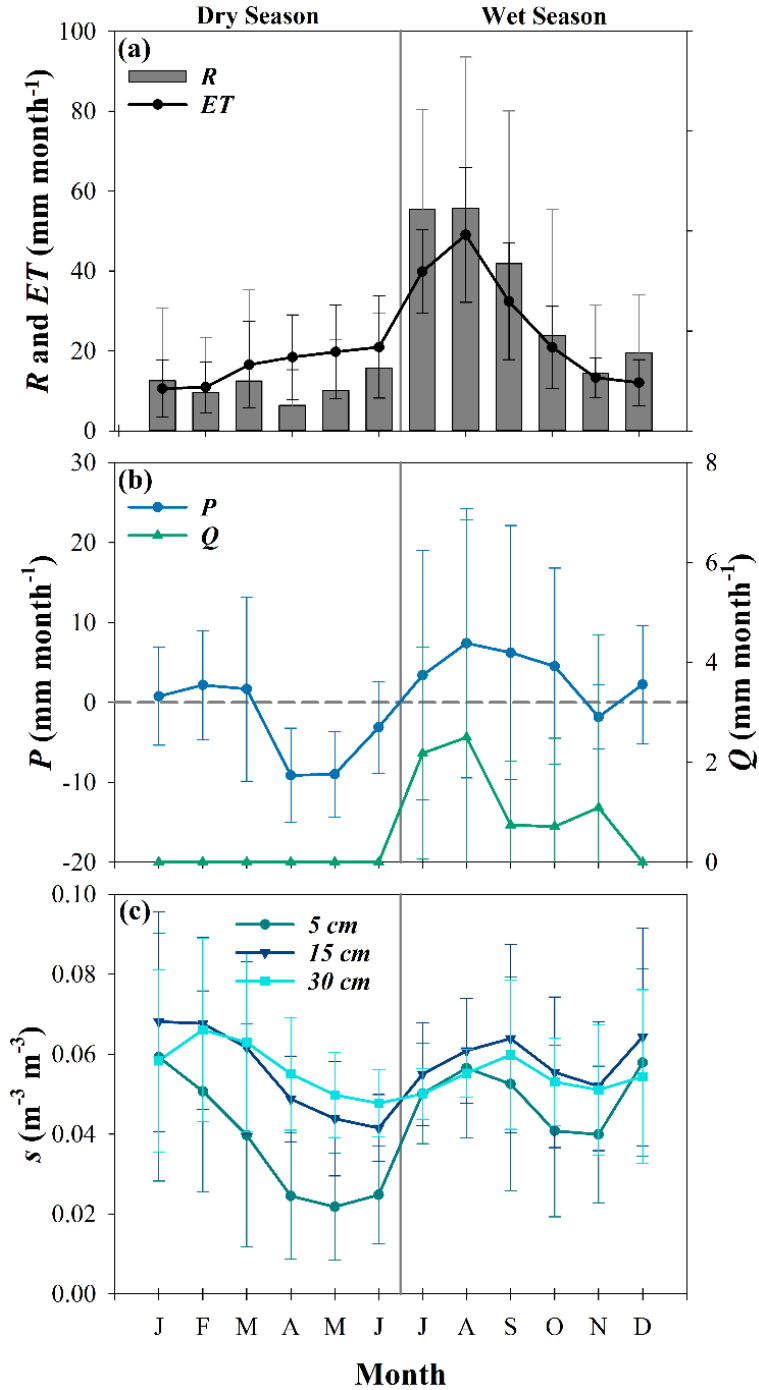 Dry Season Wet Season
(a)
R
ET
100
80
60
40
20
0
R and ET (mm month⁻¹)
(b)
P
Q
30
20
10
0
-10
-20
P (mm month⁻¹)
8
6
4
2
0
Q (mm month⁻¹)
(c)
5 cm
15 cm
30 cm
0.10
0.08
0.06
0.04
0.02
0.00
s (m⁻³ m⁻³)
J F M A M J J A S O N D
Month